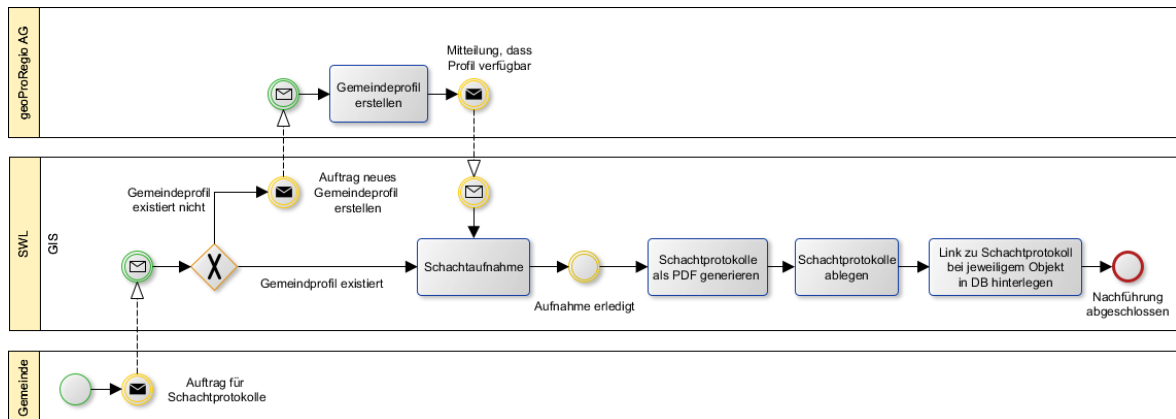 geoProRegio AG
Mitteilung, dass
Profil verfügbar
Gemeindeprofil
erstellen
SWL
GIS
Gemeindeprofil
existiert nicht
Auftrag neues
Gemeindeprofil
erstellen
Gemeindprofil existiert
Schachtaufnahme
Aufnahme erledigt
Schachtprotokolle
als PDF generieren
Schachtprotokolle
ablegen
Link zu Schachtprotokoll
bei jeweiligem Objekt
in DB hinterlegen
Nachführung
abgeschlossen
Gemeinde
Auftrag für
Schachtprotokolle